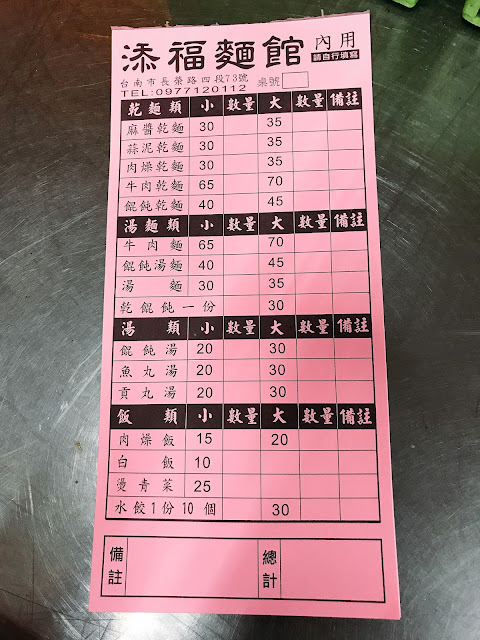 添福麵館 內用
請自行填寫
台南市長榮路四段73號 桌號
TEL:0977120112
乾麵類 小 數量 大 數量 備註
麻醬乾麵 30 35
蒜泥乾麵 30 35
肉燥乾麵 30 35
牛肉乾麵 65 70
餛飩乾麵 40 45
湯麵類 小 數量 大 數量 備註
牛肉麵 65 70
餛飩湯麵 40 45
湯麵 30 35
乾餛飩一份 30
湯類 小 數量 大 數量 備註
餛飩湯 20 30
魚丸湯 20 30
貢丸湯 20 30
飯類 小 數量 大 數量 備註
肉燥飯 15 20
白飯 10
燙青菜 25
水餃1份10個 30
備註 總計